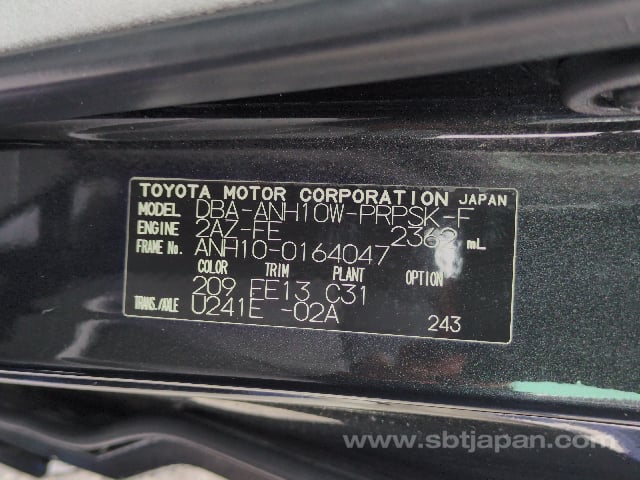 TOYOTA MOTOR CORPORATION JAPAN
MODEL DBA-ANH10W-PRPSK-F
ENGINE 2AZ-FE 2362 mL
FRAME No. ANH10-0164047
COLOR TRIM PLANT OPTION
209 EE13 C31
TRANS./AXLE U241E -02A
243
www.sbtjapan.com